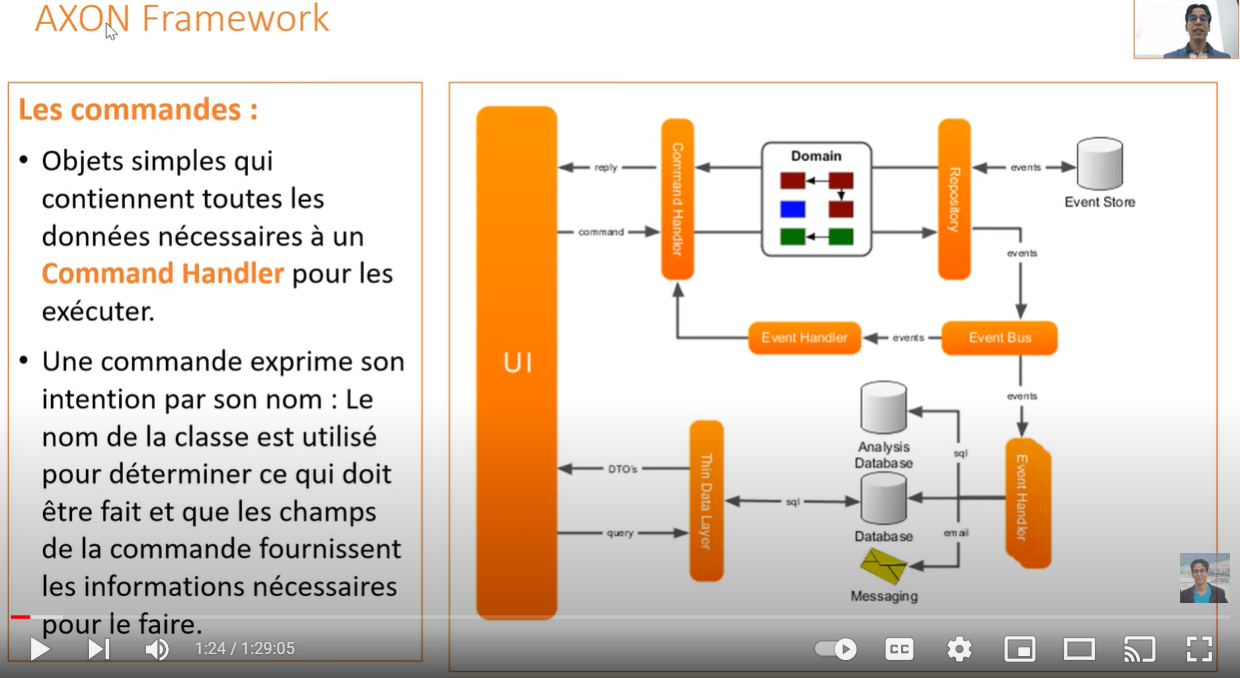 AXON Framework
Les commandes :
• Objets simples qui
contiennent toutes les
données nécessaires à un
Command Handler pour les
exécuter.
• Une commande exprime son
intention par son nom : Le
nom de la classe est utilisé
pour déterminer ce qui doit
être fait et que les champs
de la commande fournissent
les informations nécessaires
pour le faire.
UI
reply
command
Command Handler
Domain
Repository
events
Event Store
events
Event Handler
events
Event Bus
events
Analysis
Database
sql
Event Handler
DTO's
Thin Data Layer
sql
Database
query
email
Messaging
1:24 / 1:29:05
CC